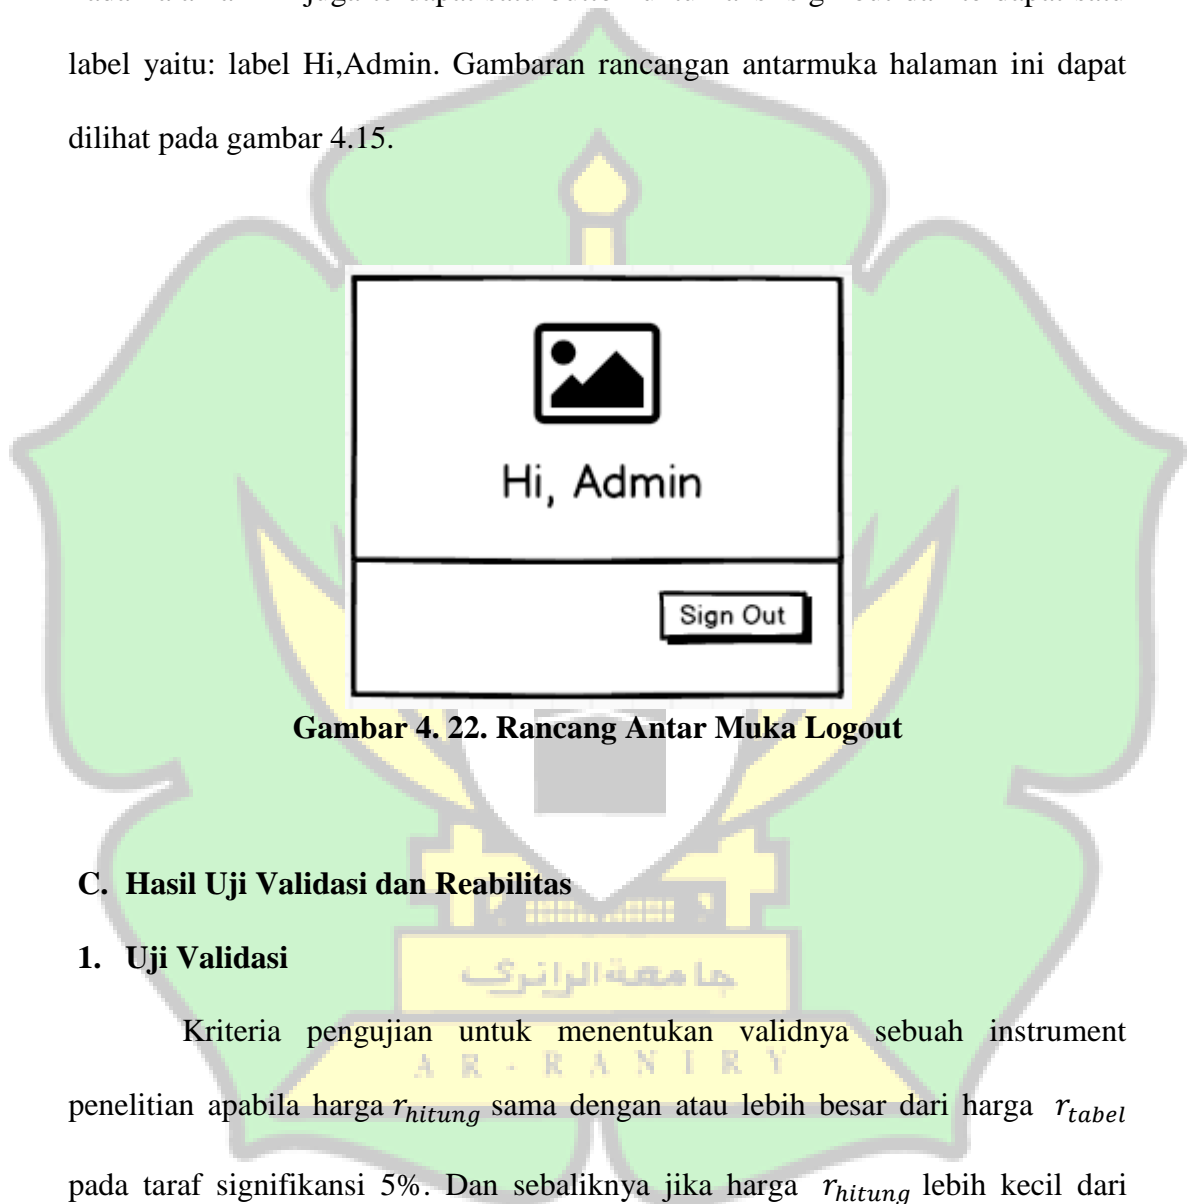 label yaitu: label Hi,Admin. Gambaran rancangan antarmuka halaman ini dapat
dilihat pada gambar 4.15.
Hi, Admin
Sign Out
Gambar 4. 22. Rancang Antar Muka Logout
C. Hasil Uji Validasi dan Reabilitas
1. Uji Validasi
جامعة الرانري
Kriteria pengujian untuk menentukan validnya sebuah instrument
AR-RANIRY
penelitian apabila harga r_hitung sama dengan atau lebih besar dari harga r_tabel
pada taraf signifikansi 5%. Dan sebaliknya jika harga r_hitung lebih kecil dari